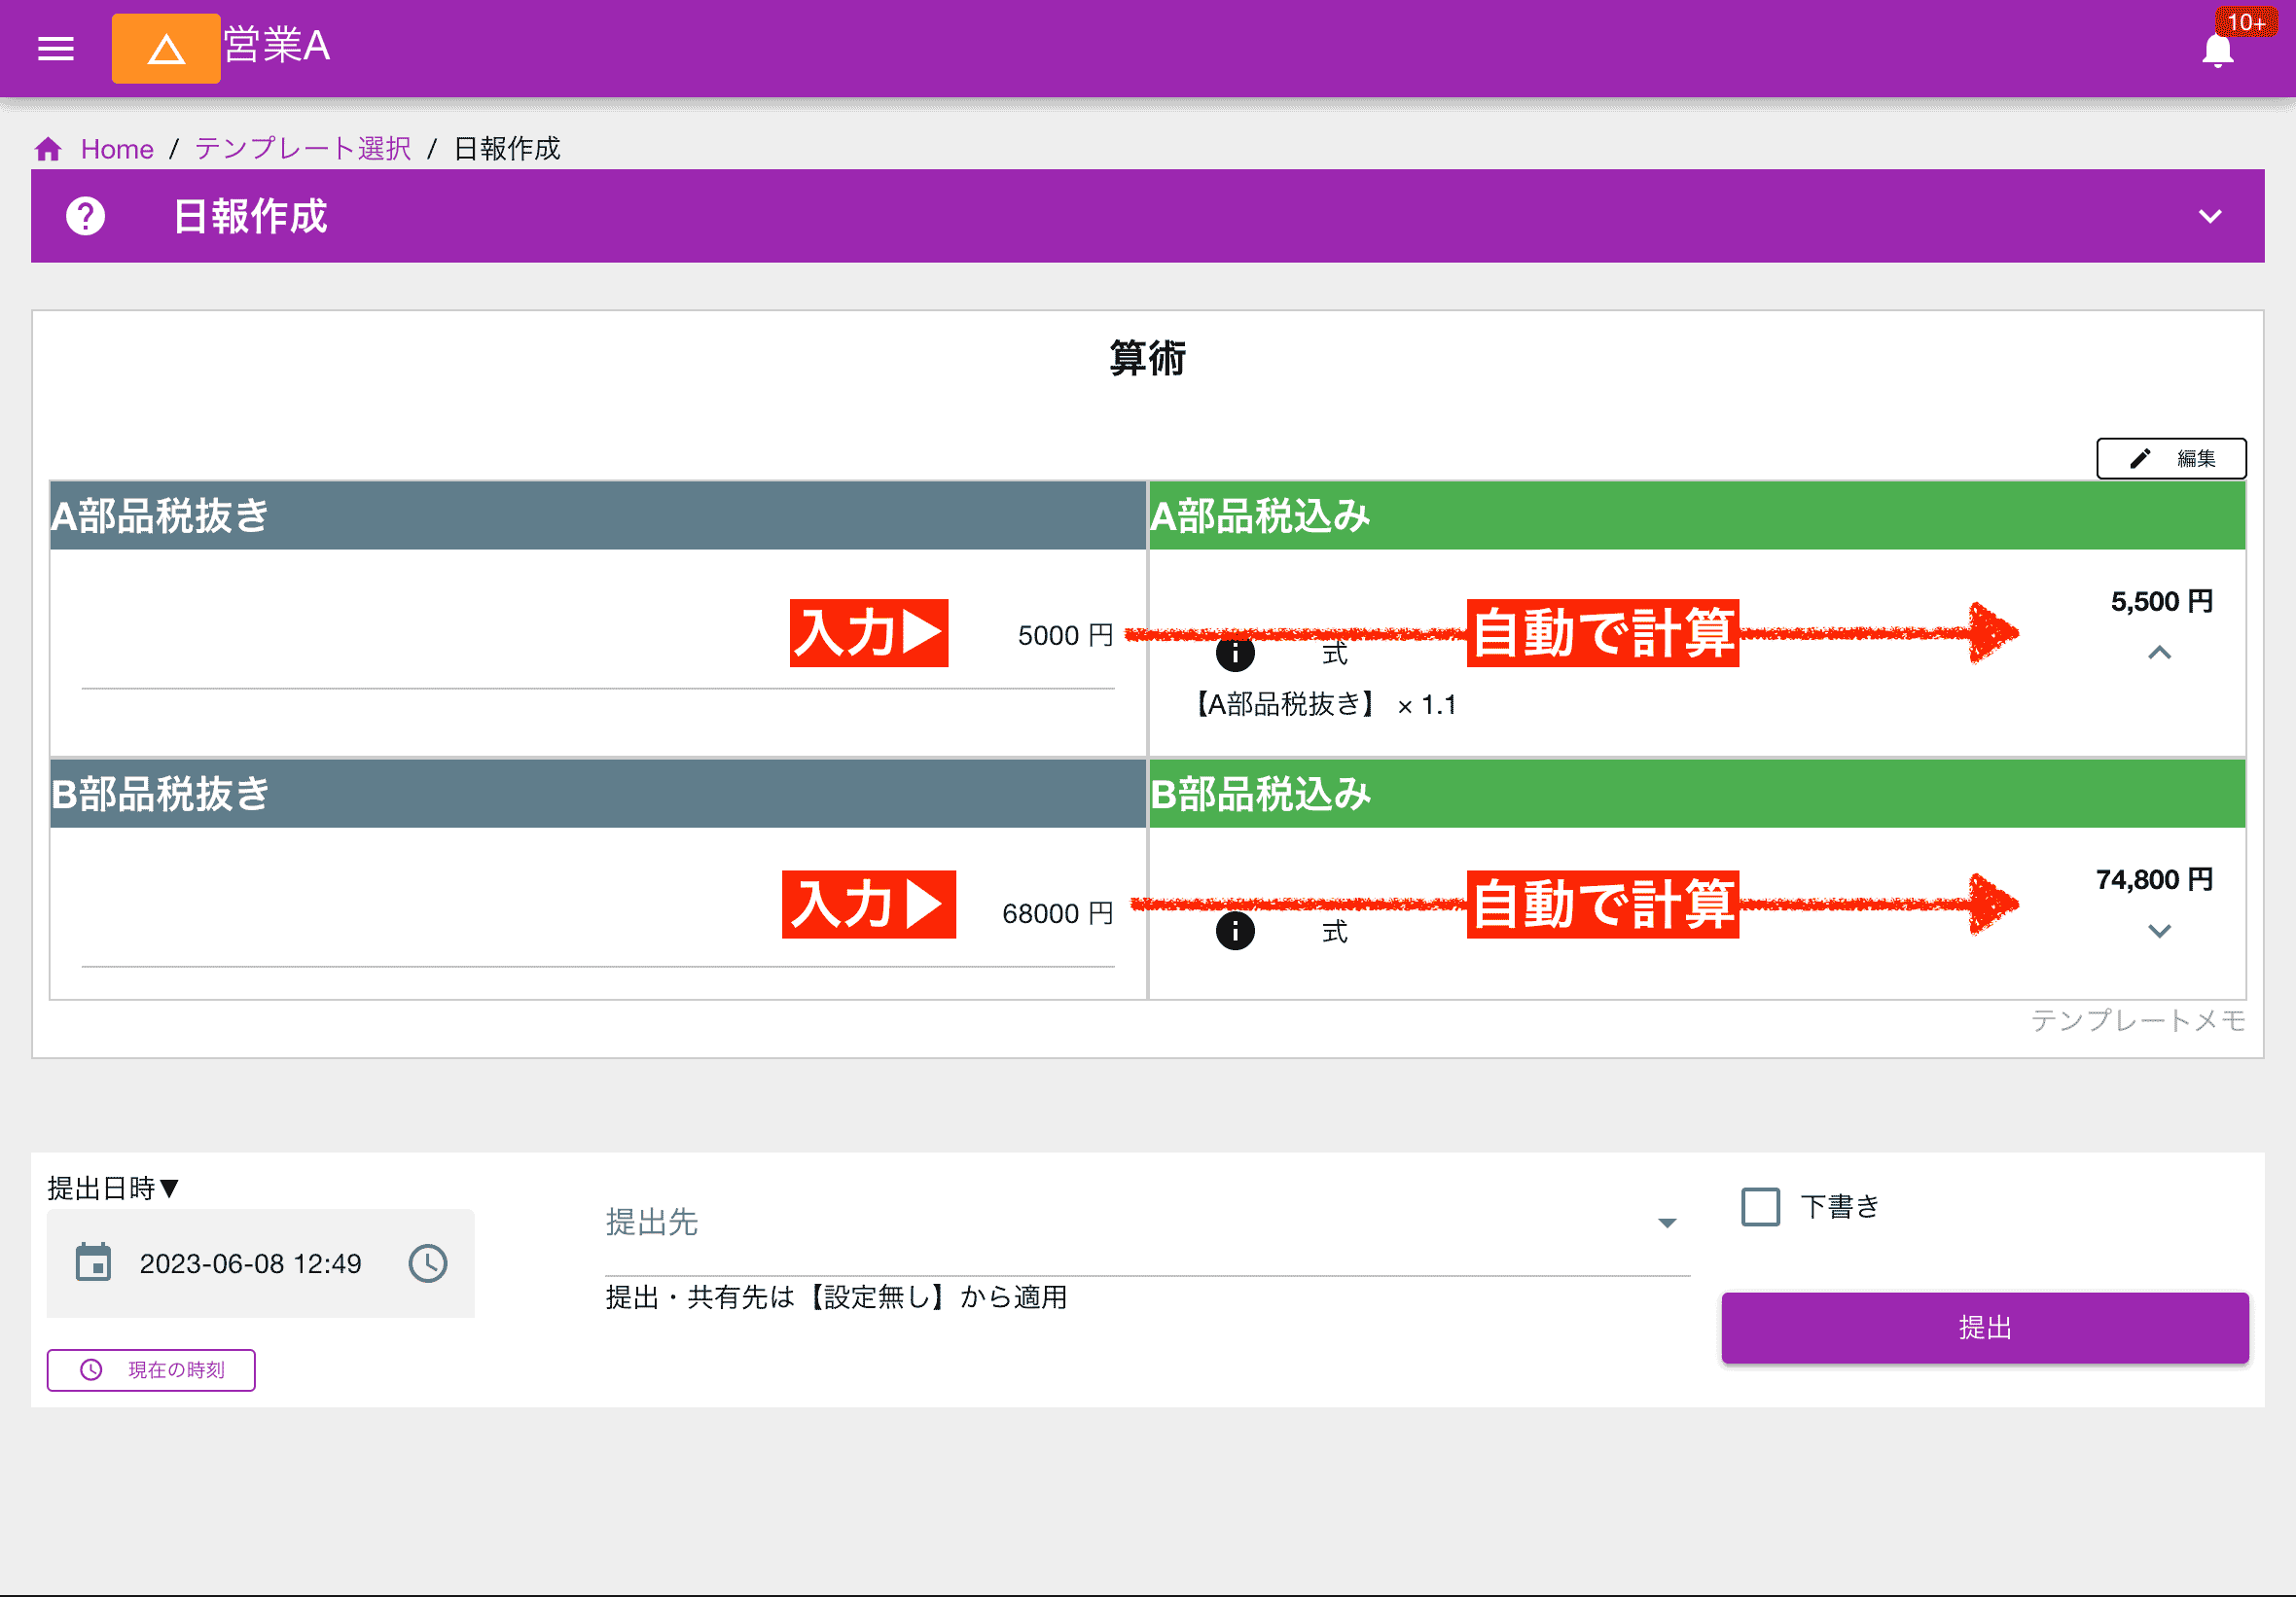 営業A
10+
Home / テンプレート選択 / 日報作成
日報作成
算術
編集
A部品税抜き
A部品税込み
入力▶
5000 円
自動で計算
5,500 円
式
【A部品税抜き】 × 1.1
B部品税抜き
B部品税込み
入力▶
68000 円
自動で計算
74,800 円
式
テンプレートメモ
提出日時▼
2023-06-08 12:49
現在の時刻
提出先
提出・共有先は【設定無し】から適用
下書き
提出